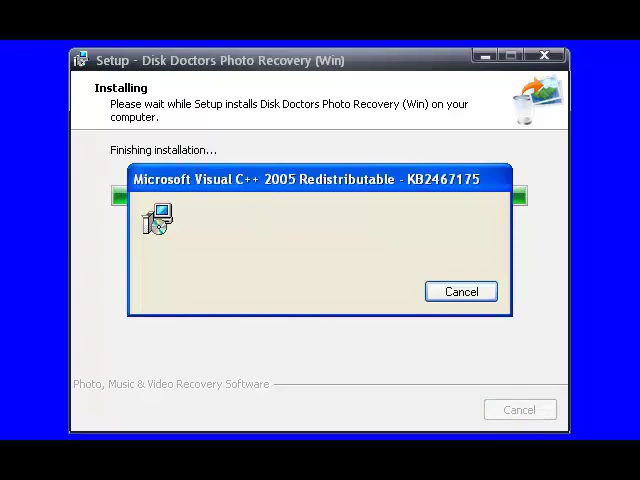 Setup - Disk Doctors Photo Recovery (Win)
Installing
Please wait while Setup installs Disk Doctors Photo Recovery (Win) on your
computer.
Finishing installation...
Microsoft Visual C++ 2005 Redistributable - KB2467175
Cancel
Photo, Music & Video Recovery Software
Cancel